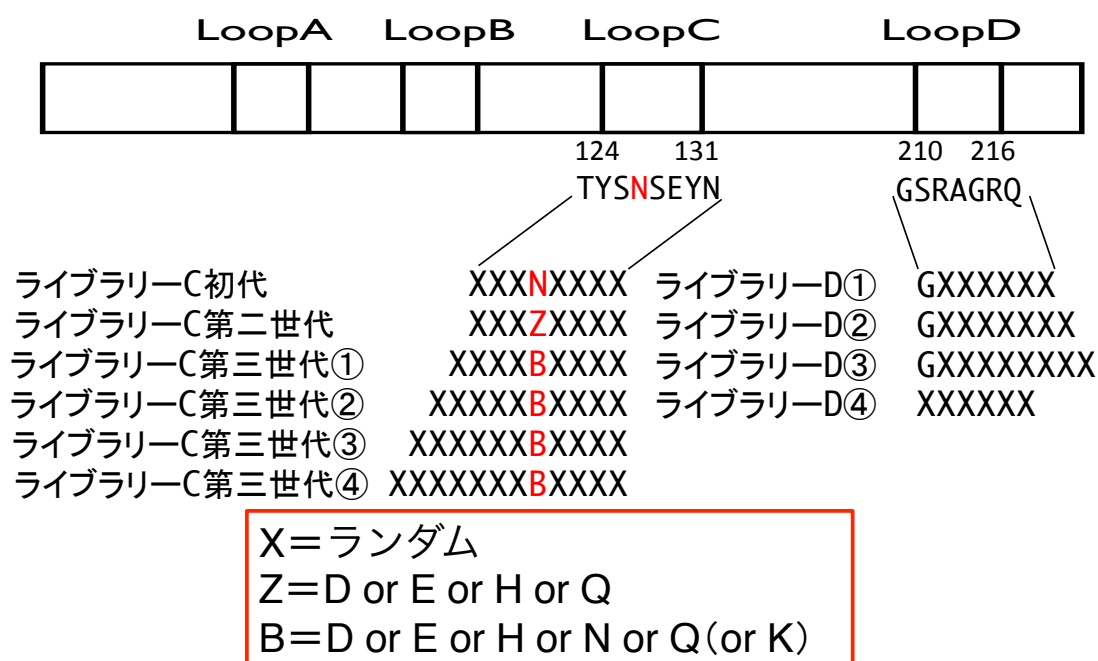 LoopA LoopB LoopC LoopD
124 131 210 216
TYSNSEYN GSRAGRQ
ライブラリーC初代 XXXNXXXX ライブラリーD① GXXXXXX
ライブラリーC第二世代 XXXZXXXX ライブラリーD② GXXXXXXX
ライブラリーC第三世代① XXXXBXXXX ライブラリーD③ GXXXXXXXX
ライブラリーC第三世代② XXXXXBXXXX ライブラリーD④ XXXXXX
ライブラリーC第三世代③ XXXXXXBXXXX
ライブラリーC第三世代④ XXXXXXXBXXXX
X＝ランダム
Z＝D or E or H or Q
B＝D or E or H or N or Q(or K)